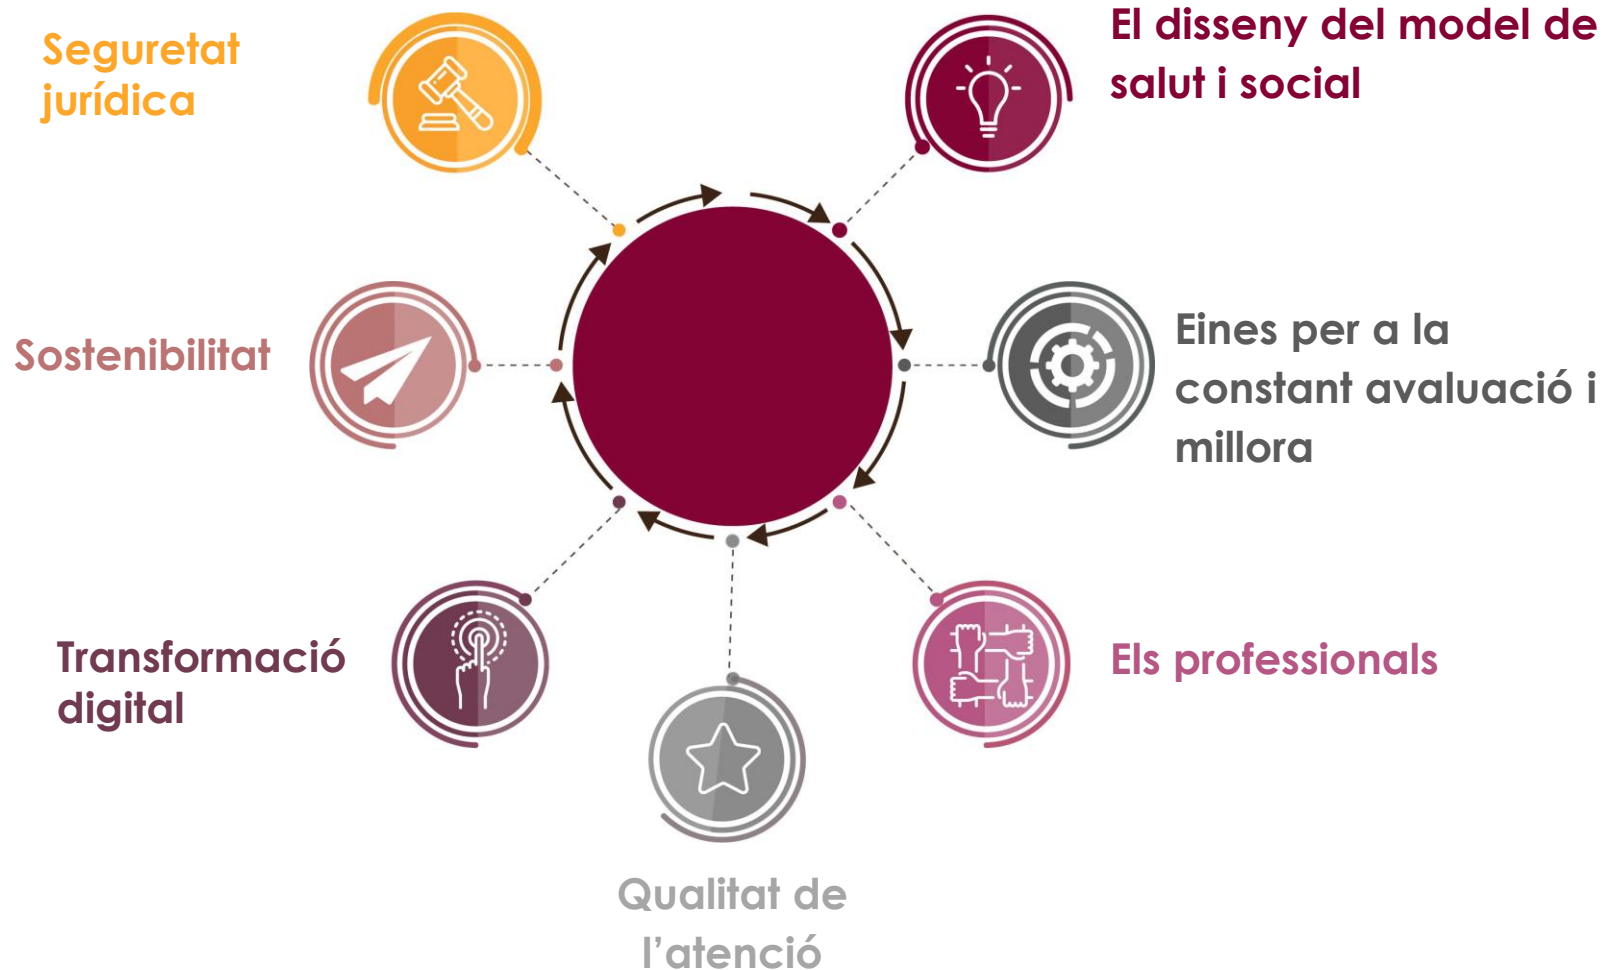 Seguretat
jurídica
El disseny del model de
salut i social
Sostenibilitat
Eines per a la
constant avaluació i
millora
Transformació
digital
Els professionals
Qualitat de
l’atenció